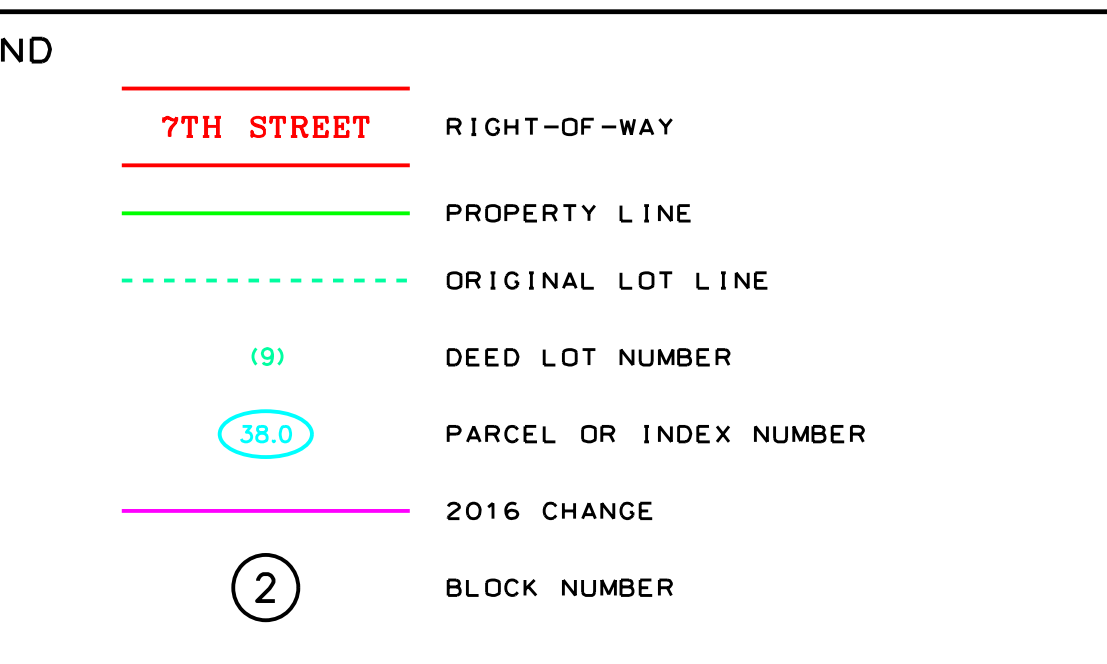 ND
7TH STREET RIGHT-OF-WAY
PROPERTY LINE
ORIGINAL LOT LINE
(9) DEED LOT NUMBER
38.0 PARCEL OR INDEX NUMBER
2016 CHANGE
2 BLOCK NUMBER